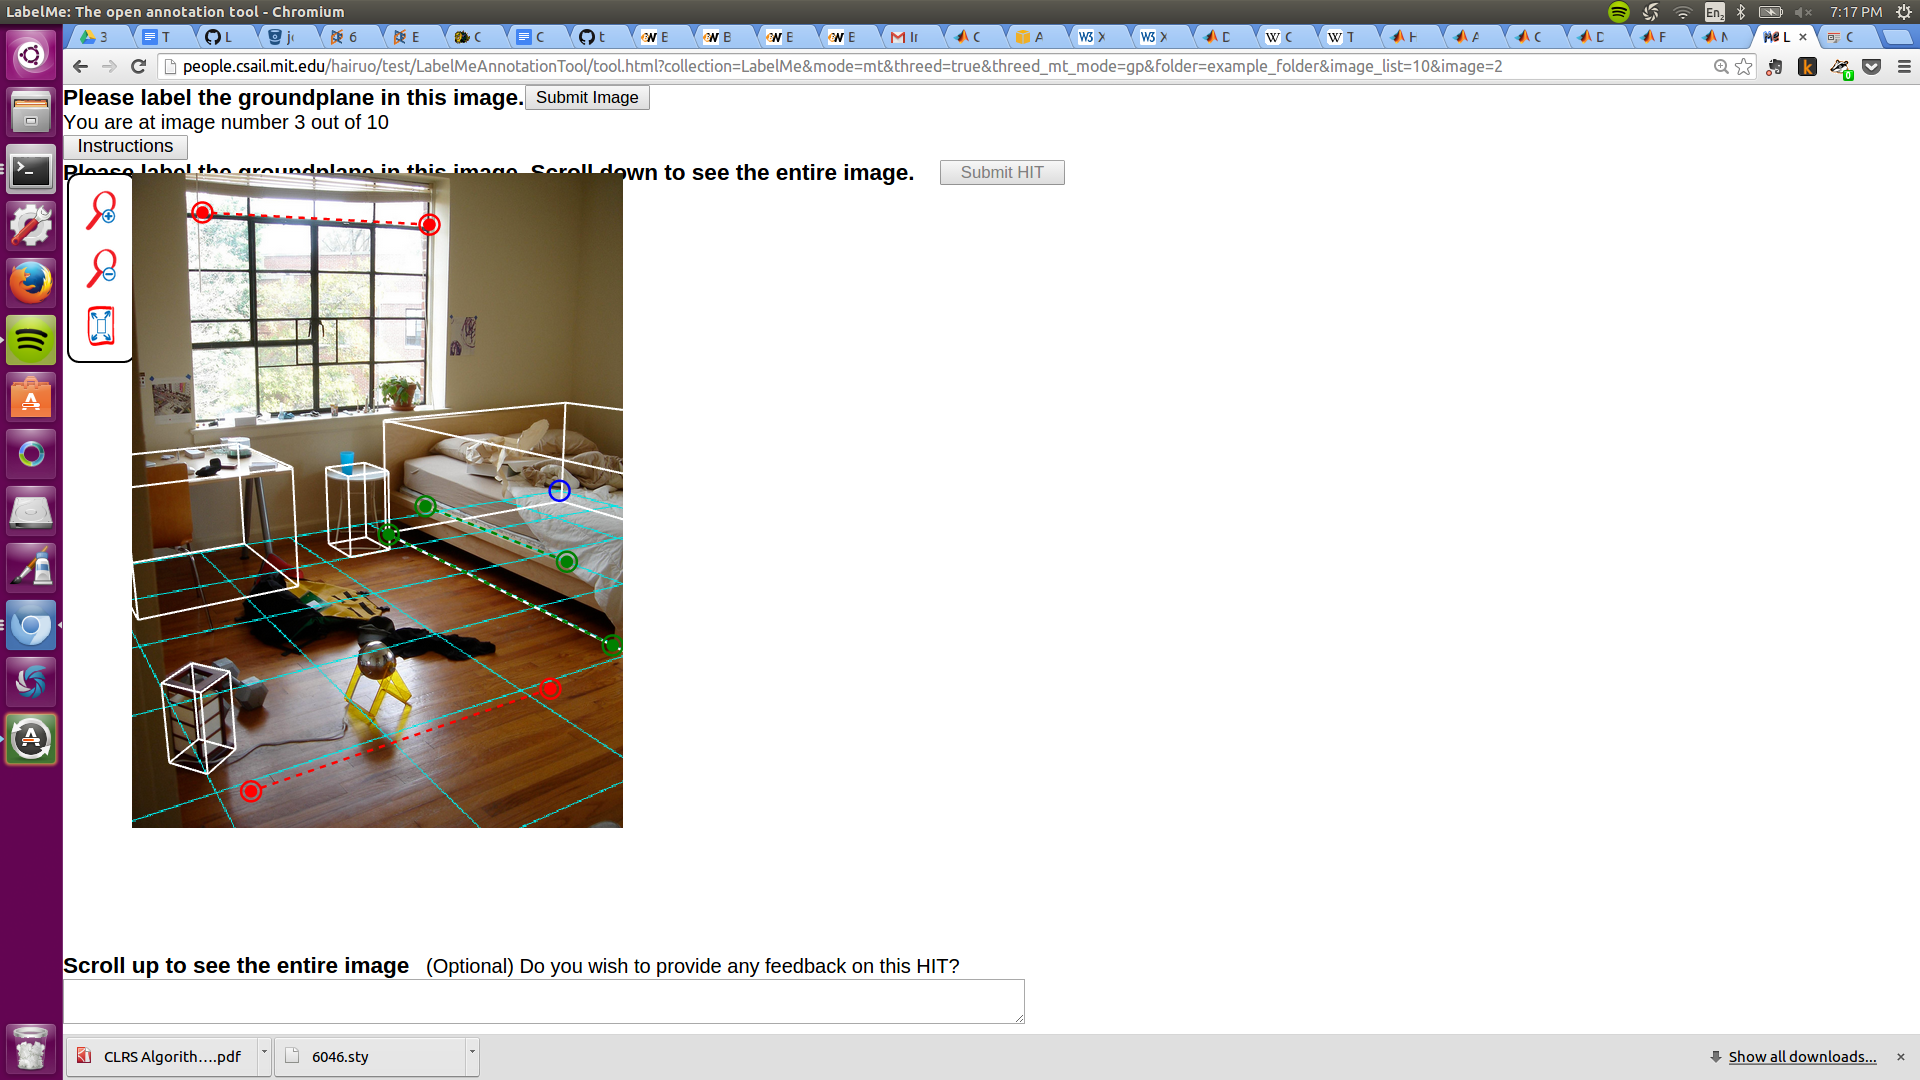 LabelMe: The open annotation tool - Chromium
En₂
7:17 PM
3
T
L
6
E
C
C
t
E
B
E
E
C
A
X
X
D
C
T
H
A
C
D
F
L ×
C
people.csail.mit.edu/hairuo/test/LabelMeAnnotationTool/tool.html?collection=LabelMe&mode=mt&threed=true&threed_mt_mode=gp&folder=example_folder&image_list=10&image=2
0
Please label the groundplane in this image.
Submit Image
You are at image number 3 out of 10
Instructions
Please label the groundplane in this image. Scroll down to see the entire image.
Submit HIT
Scroll up to see the entire image (Optional) Do you wish to provide any feedback on this HIT?
CLRS Algorith….pdf
6046.sty
Show all downloads...
×